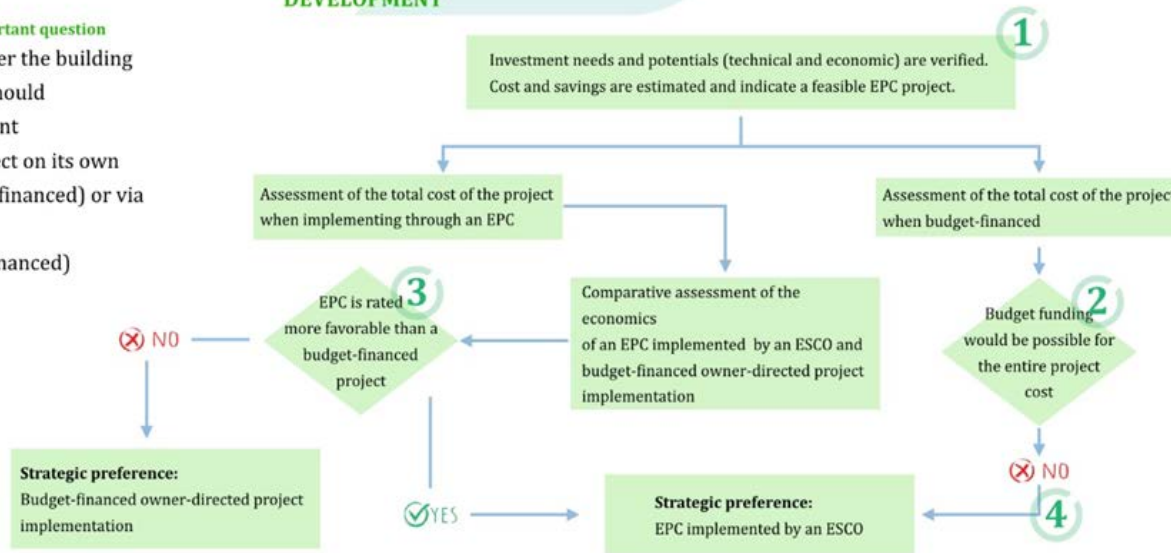 DEVELOPMENT
rtant question
er the building
hould
nt
ect on its own
financed) or via
nanced)
1
Investment needs and potentials (technical and economic) are verified.
Cost and savings are estimated and indicate a feasible EPC project.
Assessment of the total cost of the project
when implementing through an EPC
Assessment of the total cost of the projec
when budget-financed
3
EPC is rated
more favorable than a
budget-financed
project
Comparative assessment of the
economics
of an EPC implemented by an ESCO and
budget-financed owner-directed project
implementation
2
Budget funding
would be possible for
the entire project
cost
NO
NO
Strategic preference:
Budget-financed owner-directed project
implementation
YES
Strategic preference:
EPC implemented by an ESCO
4